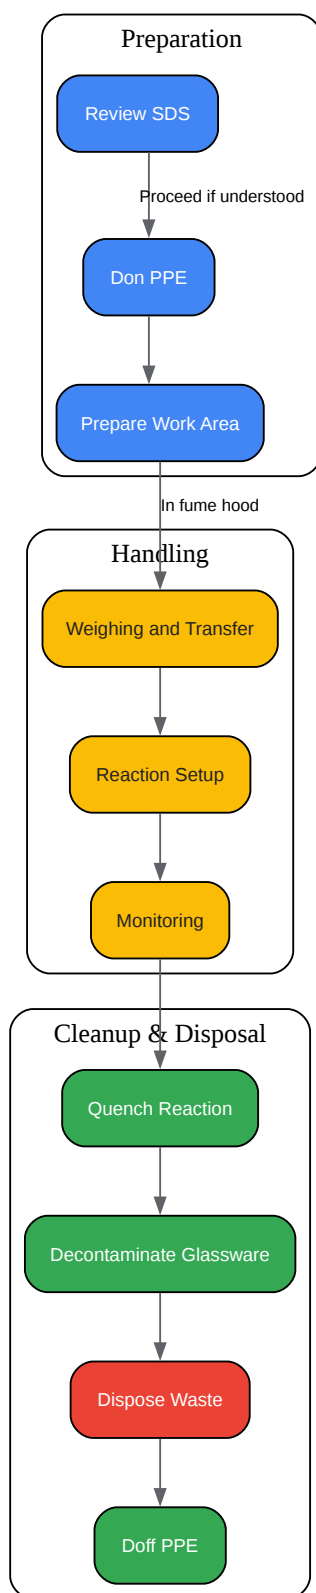 Preparation
Review SDS
Proceed if understood
Don PPE
Prepare Work Area
In fume hood
Handling
Weighing and Transfer
Reaction Setup
Monitoring
Cleanup & Disposal
Quench Reaction
Decontaminate Glassware
Dispose Waste
Doff PPE